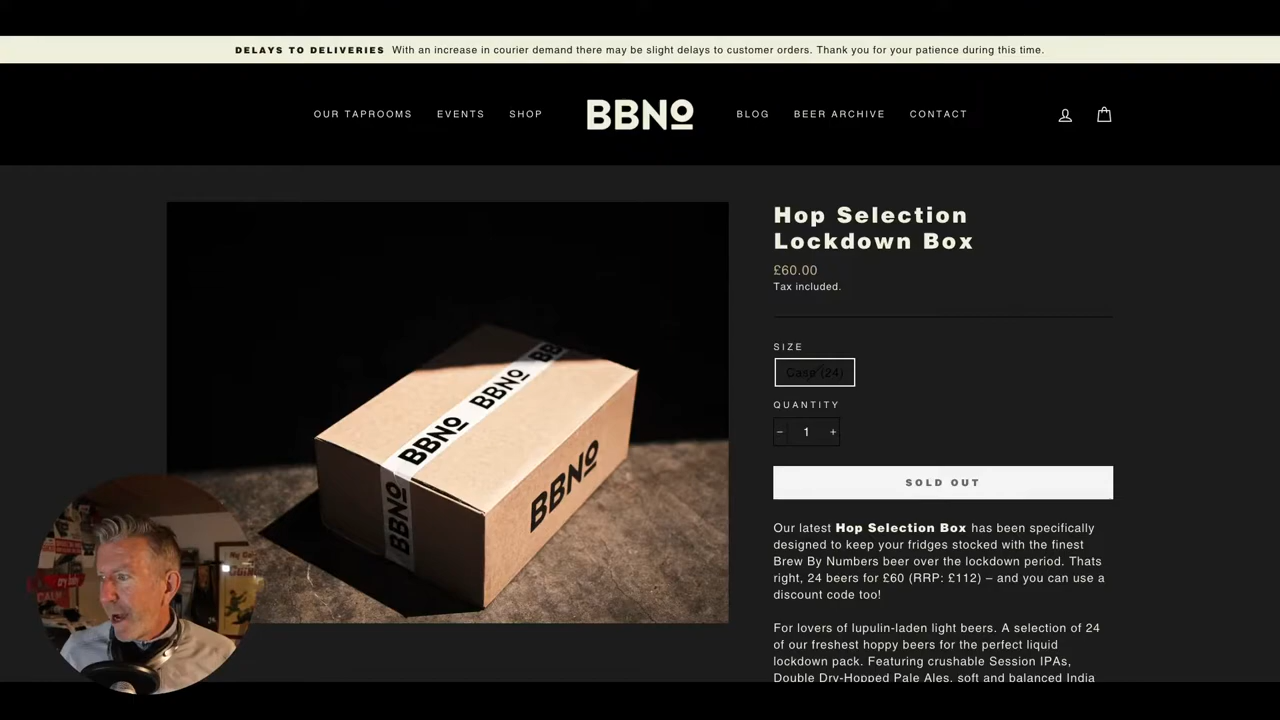 DELAYS TO DELIVERIES With an increase in courier demand there may be slight delays to customer orders. Thank you for your patience during this time.
OUR TAPROOMS EVENTS SHOP BBNo BLOG BEER ARCHIVE CONTACT
Hop Selection
Lockdown Box
£60.00
Tax included.
SIZE
Case (24)
QUANTITY
− 1 +
SOLD OUT
Our latest Hop Selection Box has been specifically
designed to keep your fridges stocked with the finest
Brew By Numbers beer over the lockdown period. Thats
right, 24 beers for £60 (RRP: £112) – and you can use a
discount code too!
For lovers of lupulin-laden light beers. A selection of 24
of our freshest hoppy beers for the perfect liquid
lockdown pack. Featuring crushable Session IPAs,
Double Dry-Hopped Pale Ales, soft and balanced India
BBNo
BBNo
BBNo
BBNo
BBNo